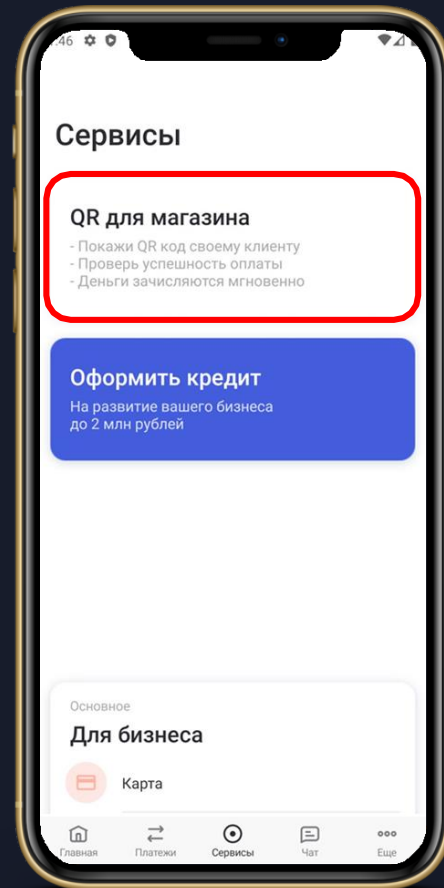 :46
Сервисы
QR для магазина
- Покажи QR код своему клиенту
- Проверь успешность оплаты
- Деньги зачисляются мгновенно
Оформить кредит
На развитие вашего бизнеса
до 2 млн рублей
Основное
Для бизнеса
Карта
Главная Платежи Сервисы Чат Еще